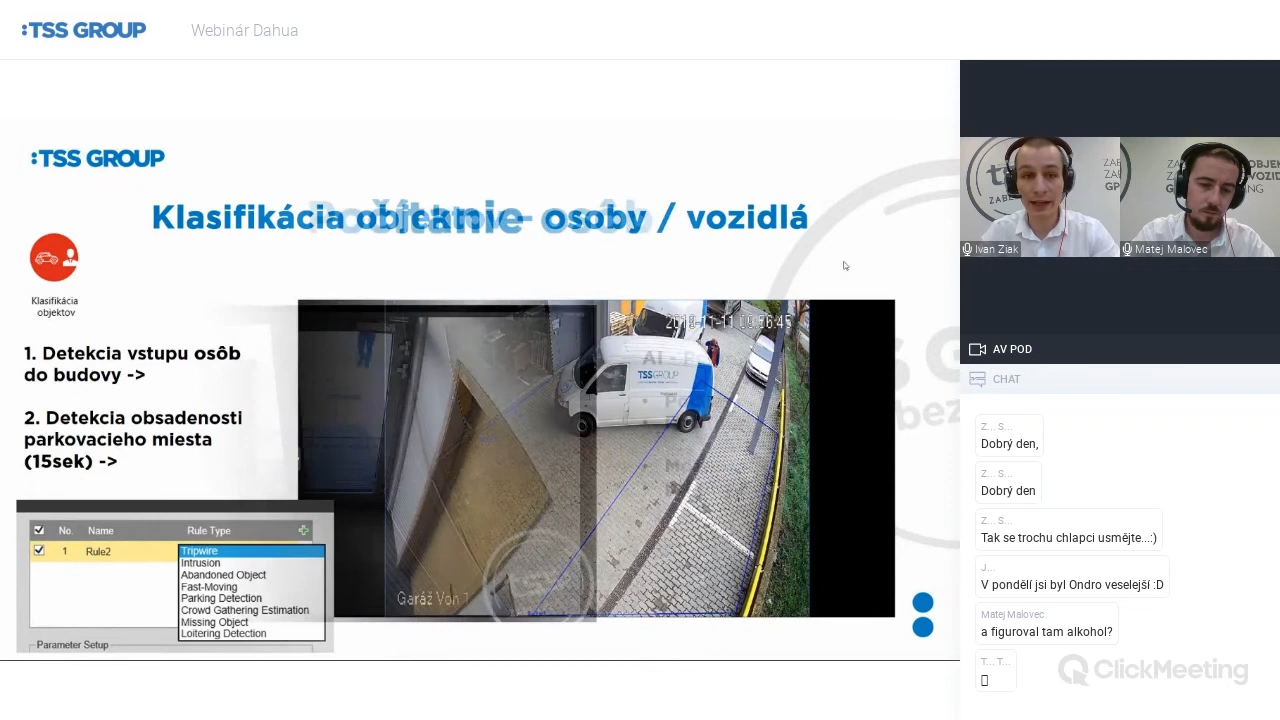 :TSS GROUP
Webinár Dahua
:TSS GROUP
Klasifikácia objektov - osoby / vozidlá
Klasifikácia
objektov
1. Detekcia vstupu osôb
do budovy ->
2. Detekcia obsadenosti
parkovacieho miesta
(15sek) ->
TSS GROUP
Garáž Von 1
No. Name Rule Type
1 Rule2
Tripwire
Intrusion
Abandoned Object
Fast-Moving
Parking Detection
Crowd Gathering Estimation
Missing Object
Loitering Detection
Parameter Setup
Ivan Ziak
Matej Malovec
AV POD
CHAT
Z... S...
Dobrý den,
Z... S...
Dobrý den
Z... S...
Tak se trochu chlapci usmějte...:)
J...
V pondělí jsi byl Ondro veselejší :D
Matej Malovec
a figuroval tam alkohol?
T... T...
ClickMeeting